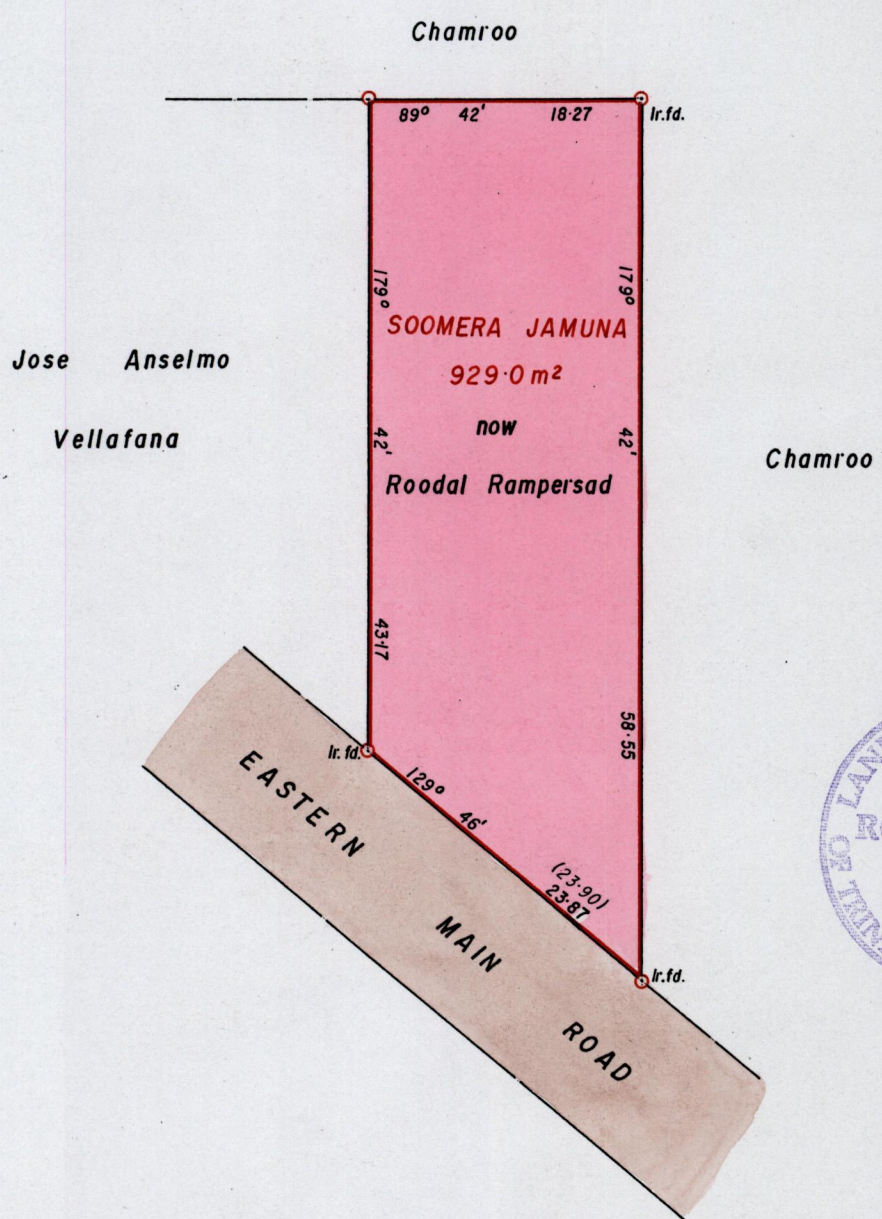 Chamroo
89° 42' 18·27
Ir.fd.
179° 42' 43·17
179° 42' 58·55
SOOMERA JAMUNA
929·0 m²
now
Roodal Rampersad
Jose Anselmo
Vellafana
Chamroo
Ir. fd.
129° 46' 23·87
(23·90)
Ir.fd.
EASTERN MAIN ROAD
LAN